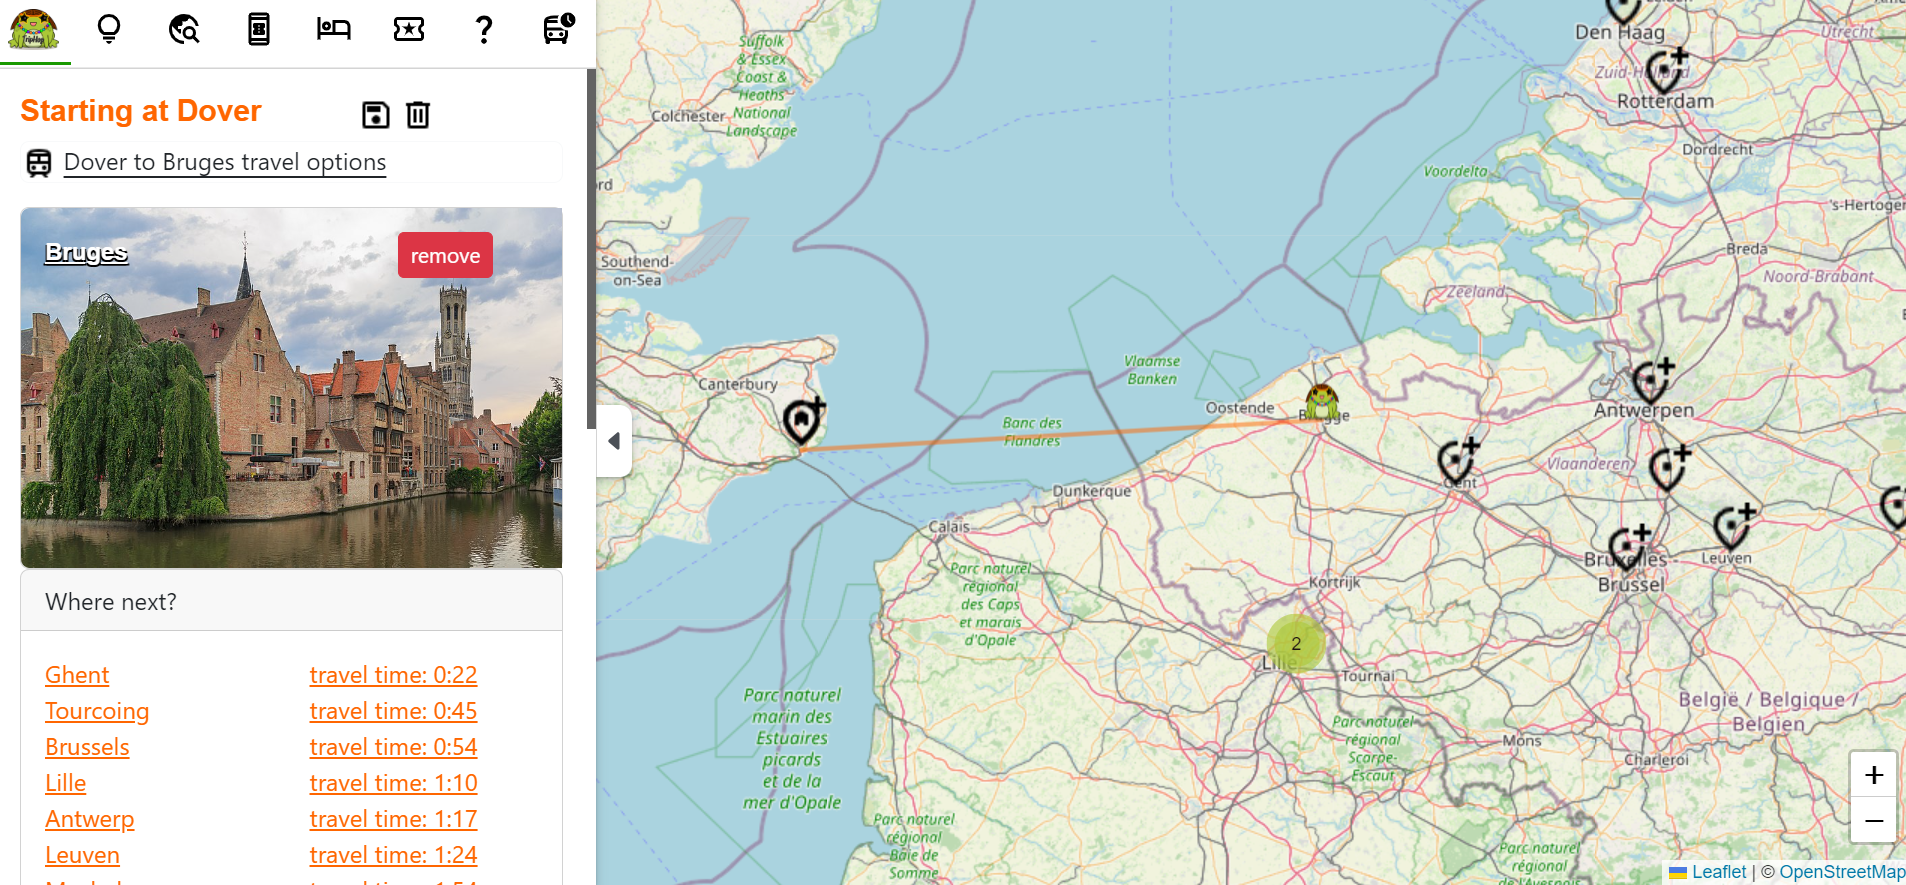 TripHop
Starting at Dover
Dover to Bruges travel options
Bruges
remove
Where next?
Ghent travel time: 0:22
Tourcoing travel time: 0:45
Brussels travel time: 0:54
Lille travel time: 1:10
Antwerp travel time: 1:17
Leuven travel time: 1:24
Suffolk
& Essex
Coast &
Heaths
National
Landscape
Colchester
Southend-
on-Sea
Canterbury
Den Haag
Utrecht
Zuid-Holland
Rotterdam
Dordrecht
Voordelta
's-Hertoger
Breda
Noord-Brabant
Zeeland
Vlaamse
Banken
Oostende
Banc des
Flandres
Antwerpen
Vlaanderen
Gent
Dunkerque
Calais
Leuven
Bruxelles -
Brussel
Kortrijk
Parc naturel
régional
des Caps
et marais
d'Opale
2
Lille
Tournai
Parc naturel
marin des
Estuaires
picards
et de la
mer d'Opale
België / Belgique /
Belgien
Parc naturel
régional
Scarpe-
Escaut
Mons
Charleroi
Parc naturel
régional
Baie de
Somme
Parc naturel
régional
de l'Avesnois
+
−
Leaflet | © OpenStreetMap